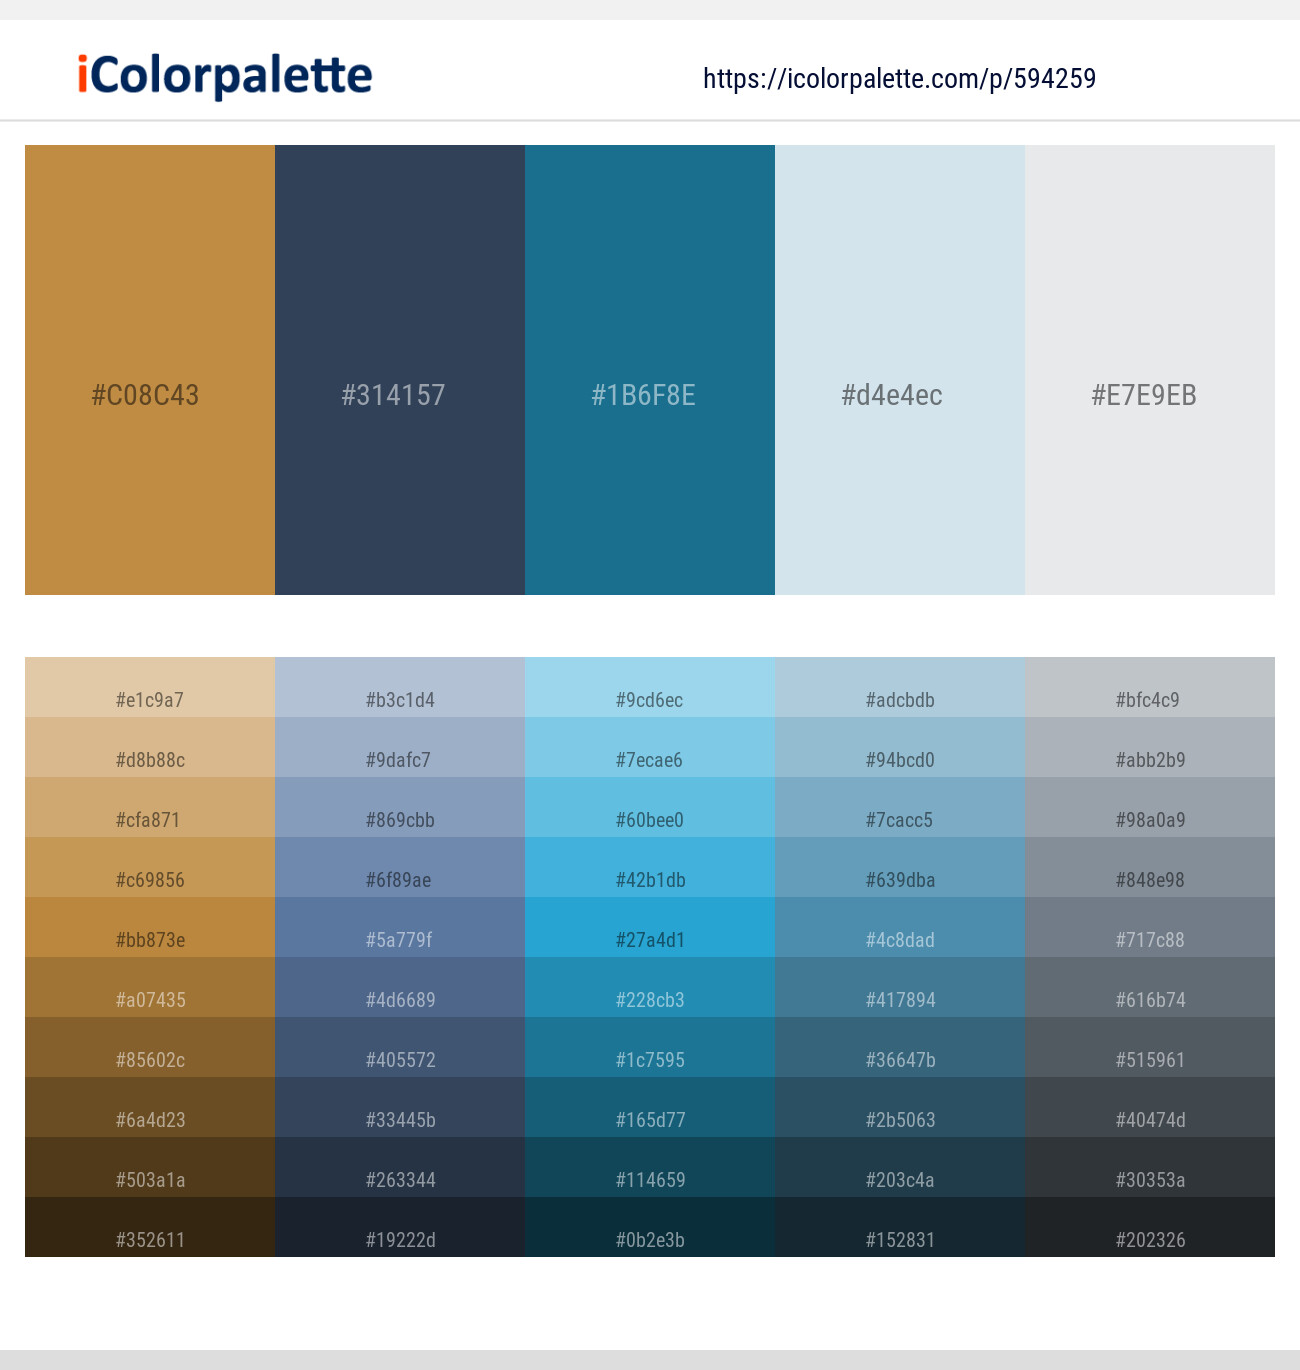 iColorpalette
https://icolorpalette.com/p/594259
#C08C43 #314157 #1B6F8E #d4e4ec #E7E9EB
#e1c9a7 #b3c1d4 #9cd6ec #adcbdb #bfc4c9
#d8b88c #9dafc7 #7ecae6 #94bcd0 #abb2b9
#cfa871 #869cbb #60bee0 #7cacc5 #98a0a9
#c69856 #6f89ae #42b1db #639dba #848e98
#bb873e #5a779f #27a4d1 #4c8dad #717c88
#a07435 #4d6689 #228cb3 #417894 #616b74
#85602c #405572 #1c7595 #36647b #515961
#6a4d23 #33445b #165d77 #2b5063 #40474d
#503a1a #263344 #114659 #203c4a #30353a
#352611 #19222d #0b2e3b #152831 #202326